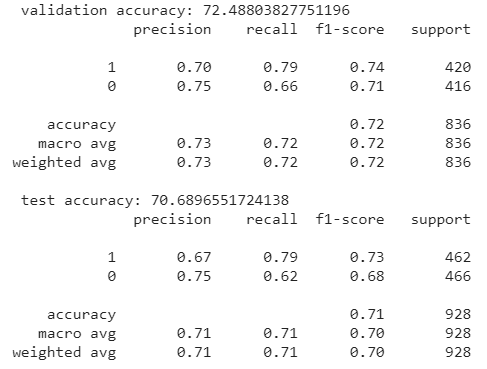 validation accuracy: 72.48803827751196
precision recall f1-score support
1 0.70 0.79 0.74 420
0 0.75 0.66 0.71 416
accuracy 0.72 836
macro avg 0.73 0.72 0.72 836
weighted avg 0.73 0.72 0.72 836
test accuracy: 70.6896551724138
precision recall f1-score support
1 0.67 0.79 0.73 462
0 0.75 0.62 0.68 466
accuracy 0.71 928
macro avg 0.71 0.71 0.70 928
weighted avg 0.71 0.71 0.70 928